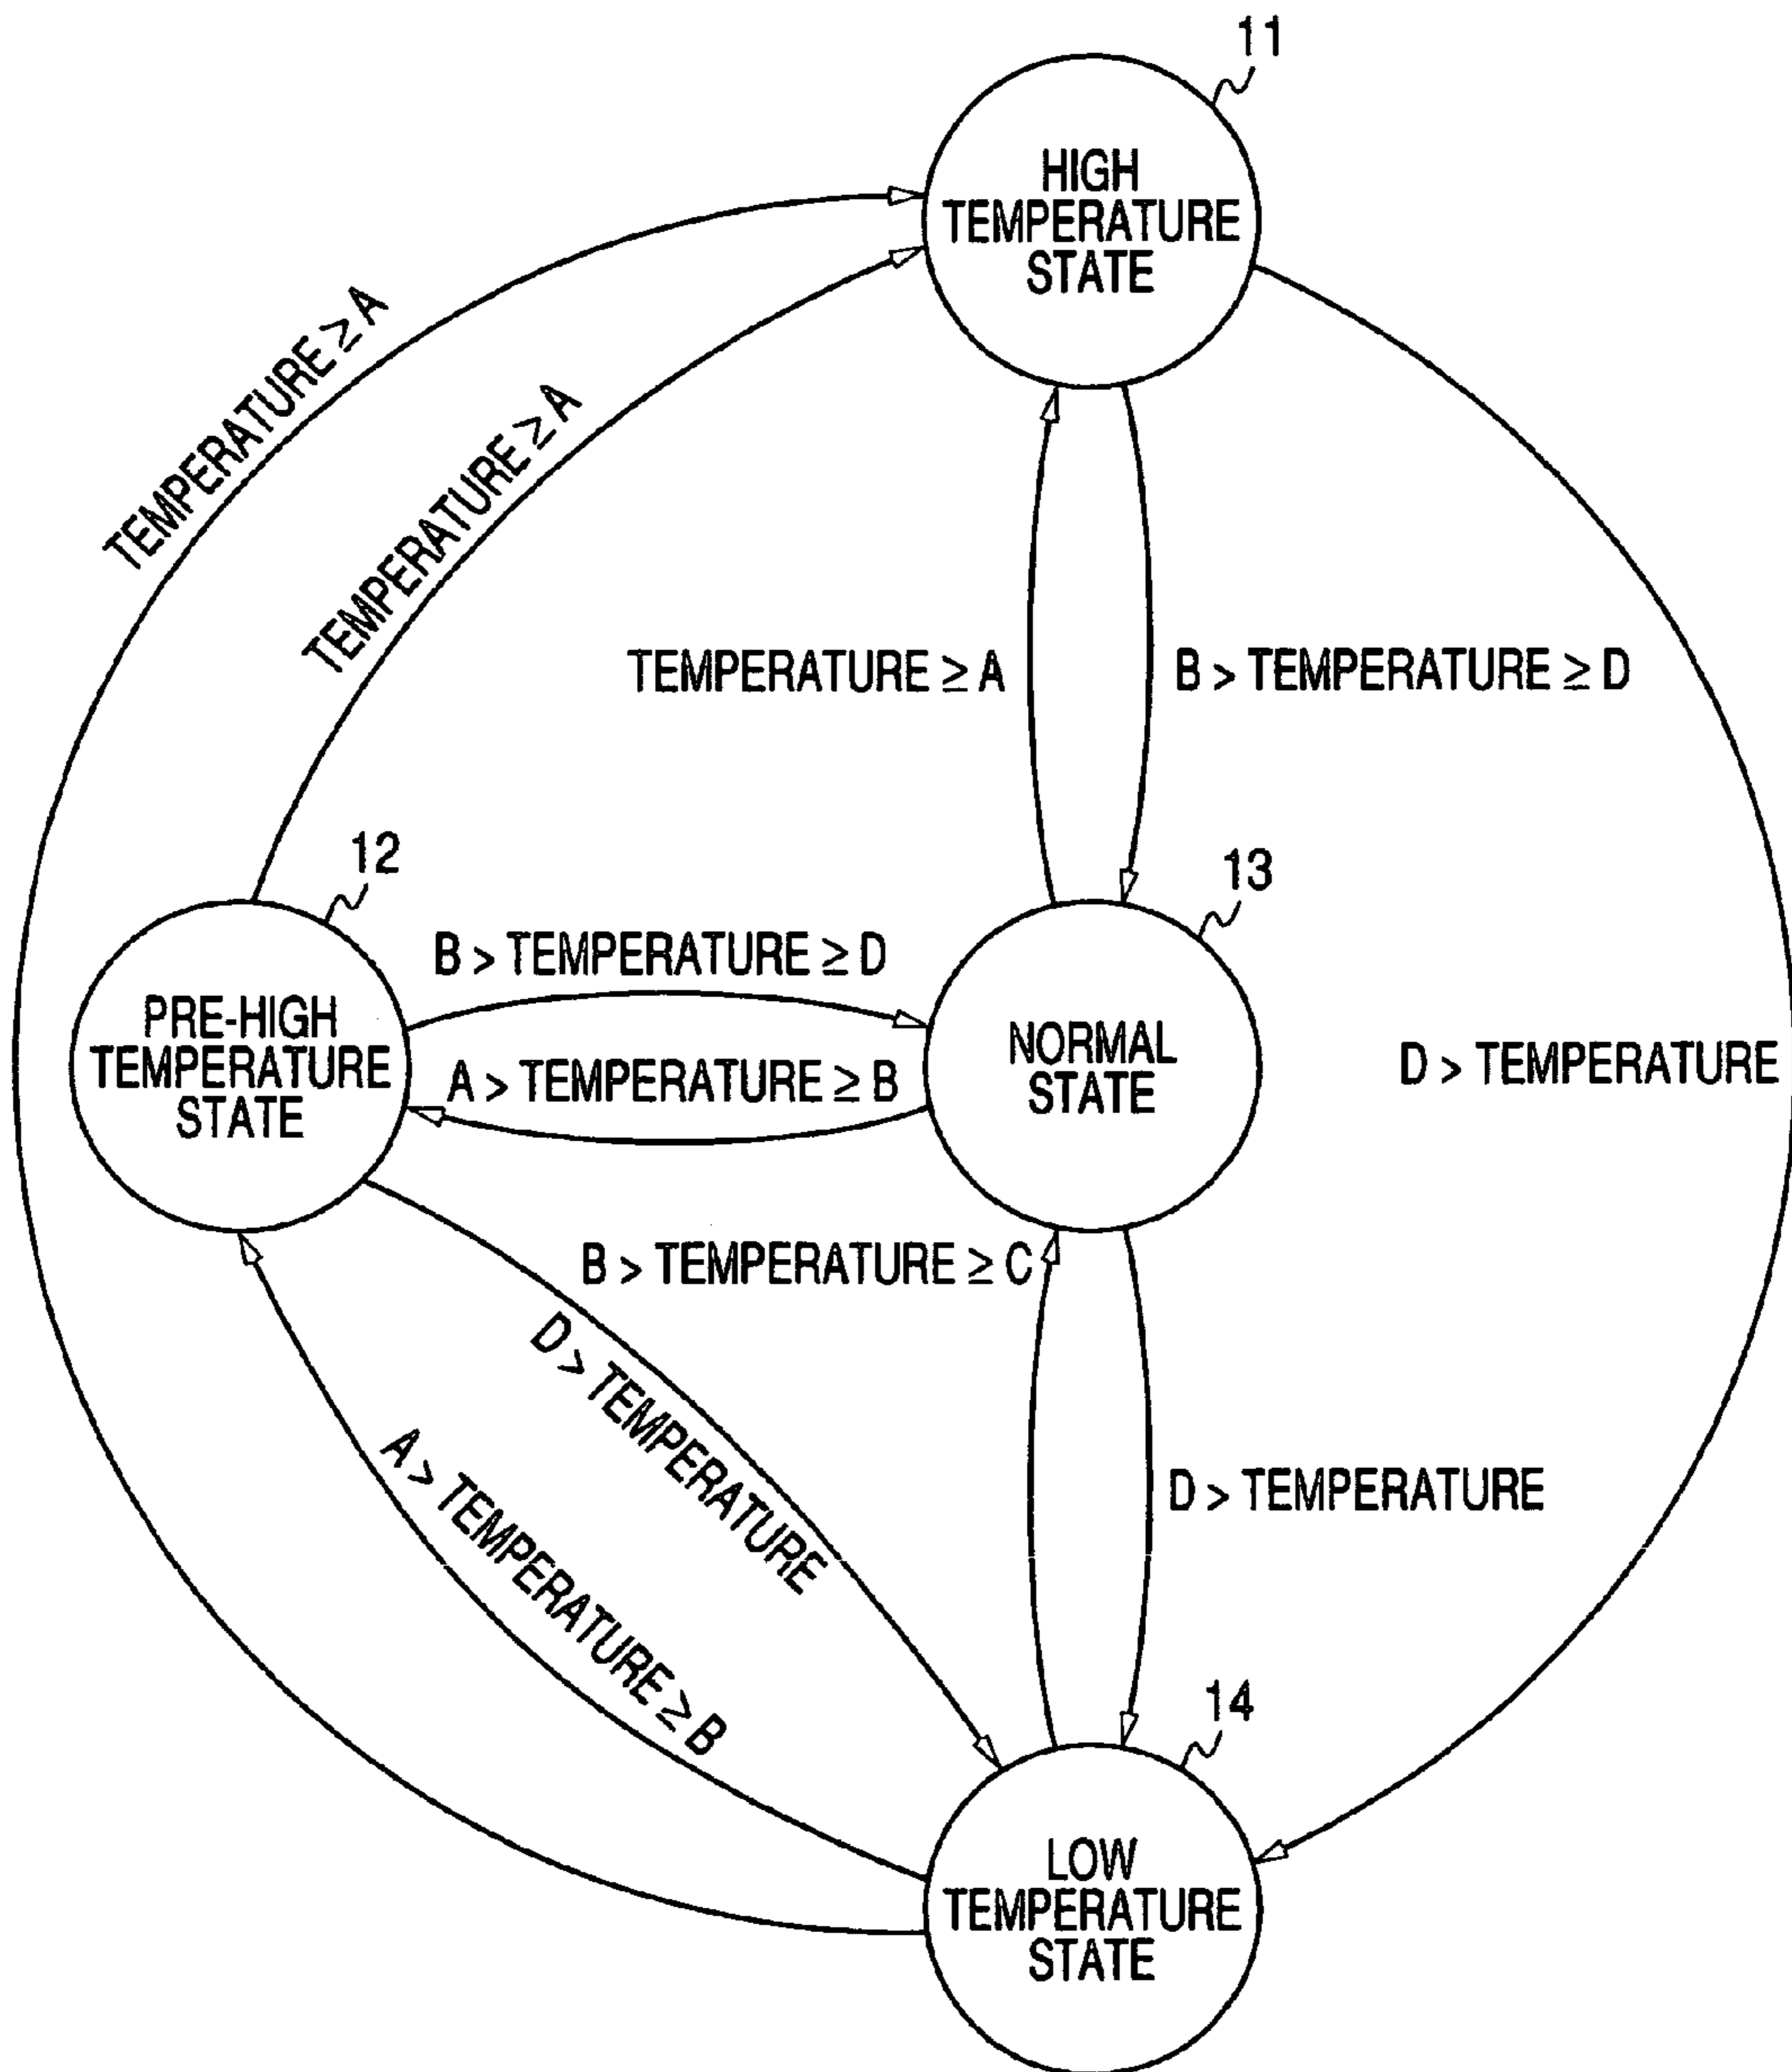 11
HIGH
TEMPERATURE
STATE
TEMPERATURE ≥ A
TEMPERATURE ≥ A
TEMPERATURE ≥ A
B > TEMPERATURE ≥ D
12
13
B > TEMPERATURE ≥ D
PRE-HIGH
TEMPERATURE
STATE
NORMAL
STATE
A > TEMPERATURE ≥ B
D > TEMPERATURE
B > TEMPERATURE ≥ C
D > TEMPERATURE
A > TEMPERATURE ≥ B
D > TEMPERATURE
14
LOW
TEMPERATURE
STATE